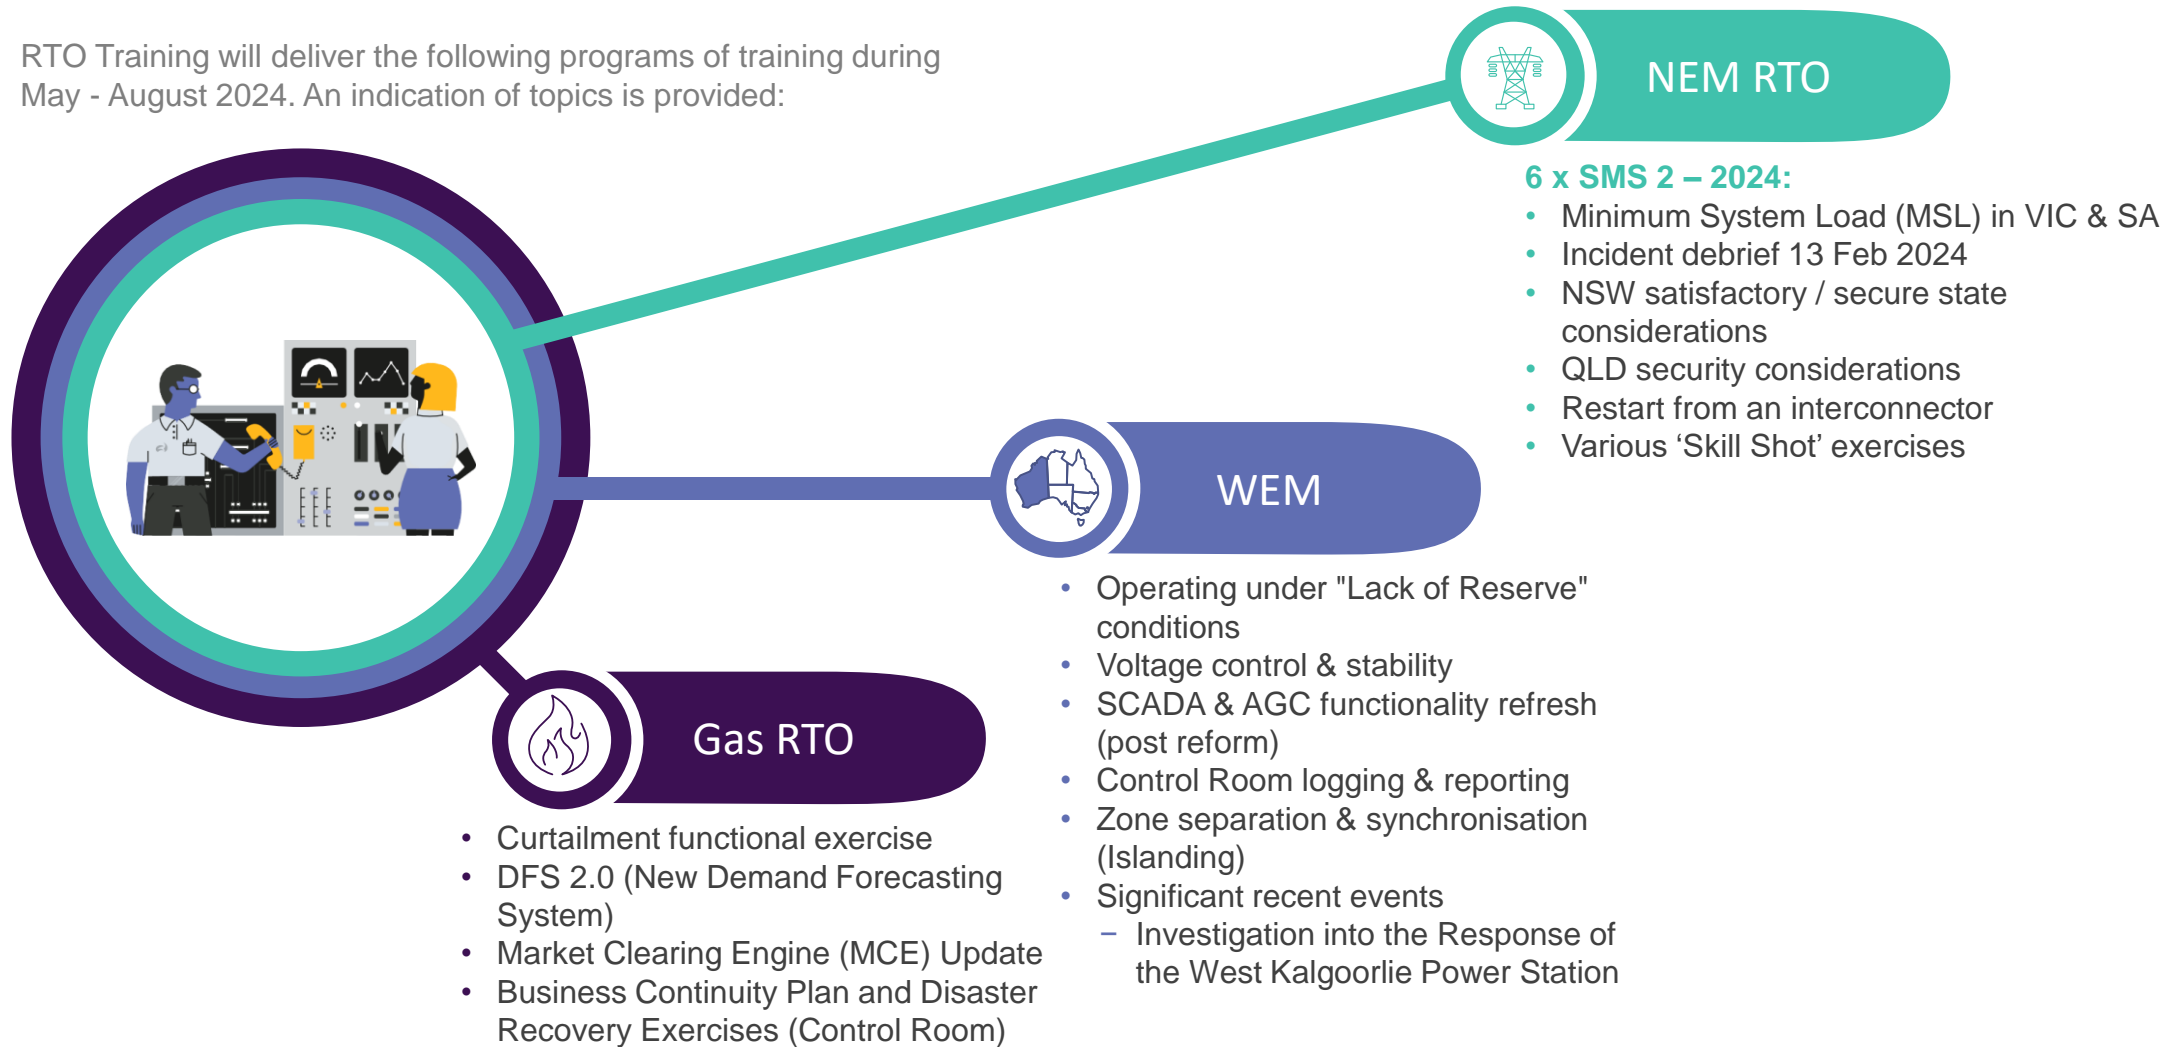 RTO Training will deliver the following programs of training during
May - August 2024. An indication of topics is provided:
NEM RTO
6 x SMS 2 – 2024:
• Minimum System Load (MSL) in VIC & SA
• Incident debrief 13 Feb 2024
• NSW satisfactory / secure state
considerations
• QLD security considerations
• Restart from an interconnector
• Various ‘Skill Shot’ exercises
WEM
• Operating under "Lack of Reserve"
conditions
• Voltage control & stability
• SCADA & AGC functionality refresh
(post reform)
• Control Room logging & reporting
• Zone separation & synchronisation
(Islanding)
• Significant recent events
− Investigation into the Response of
the West Kalgoorlie Power Station
Gas RTO
• Curtailment functional exercise
• DFS 2.0 (New Demand Forecasting
System)
• Market Clearing Engine (MCE) Update
• Business Continuity Plan and Disaster
Recovery Exercises (Control Room)